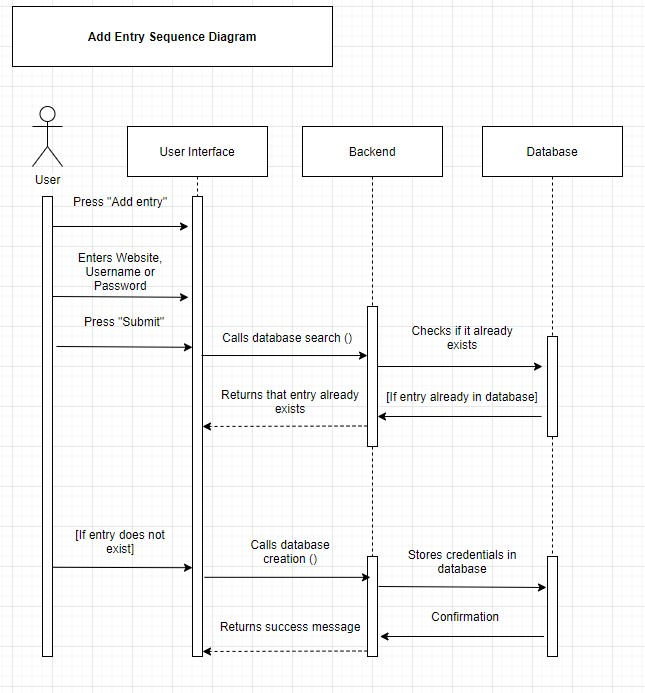 Add Entry Sequence Diagram
User
User Interface
Backend
Database
Press "Add entry"
Enters Website,
Username or
Password
Press "Submit"
Calls database search ()
Checks if it already
exists
[If entry already in database]
Returns that entry already
exists
[If entry does not
exist]
Calls database
creation ()
Stores credentials in
database
Confirmation
Returns success message